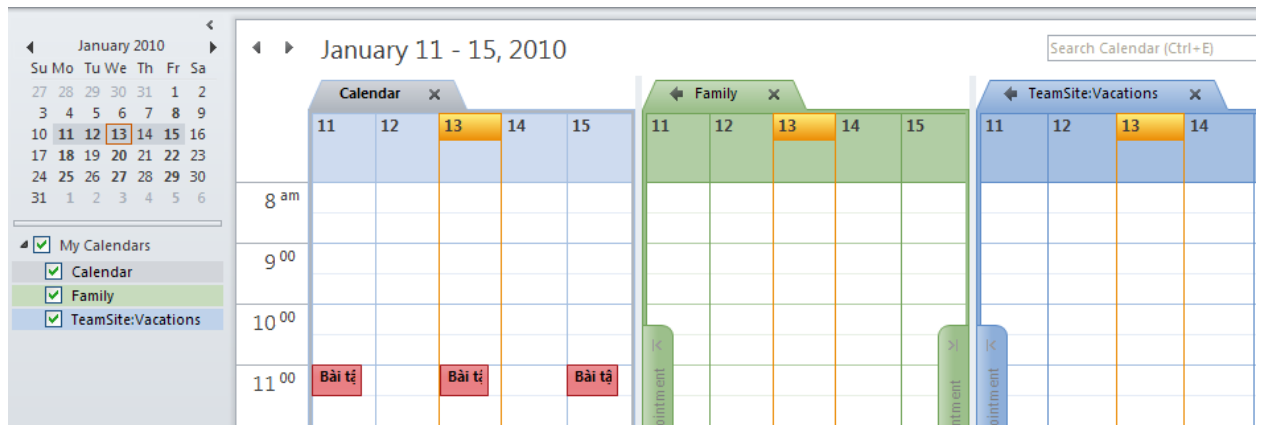 January 2010
Su Mo Tu We Th Fr Sa
27 28 29 30 31 1 2
3 4 5 6 7 8 9
10 11 12 13 14 15 16
17 18 19 20 21 22 23
24 25 26 27 28 29 30
31 1 2 3 4 5 6
My Calendars
Calendar
Family
TeamSite:Vacations
January 11 - 15, 2010
Search Calendar (Ctrl+E)
Calendar
Family
TeamSite:Vacations
11 12 13 14 15
11 12 13 14 15
11 12 13 14
8 am
9 00
10 00
11 00
Bài tậ
Bài tậ
Bài tậ